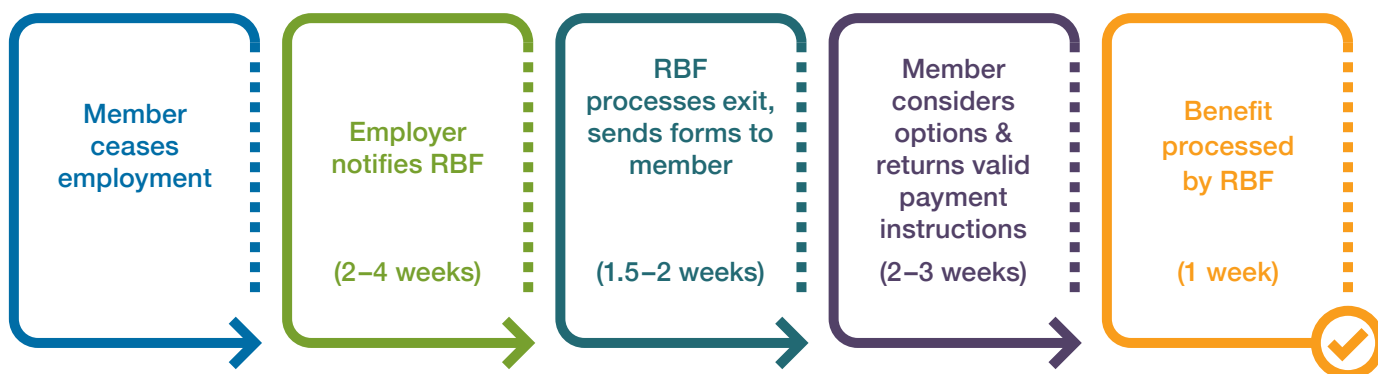 Member
ceases
employment
Employer
notifies RBF
(2–4 weeks)
RBF
processes exit,
sends forms to
member
(1.5–2 weeks)
Member
considers
options &
returns valid
payment
instructions
(2–3 weeks)
Benefit
processed
by RBF
(1 week)